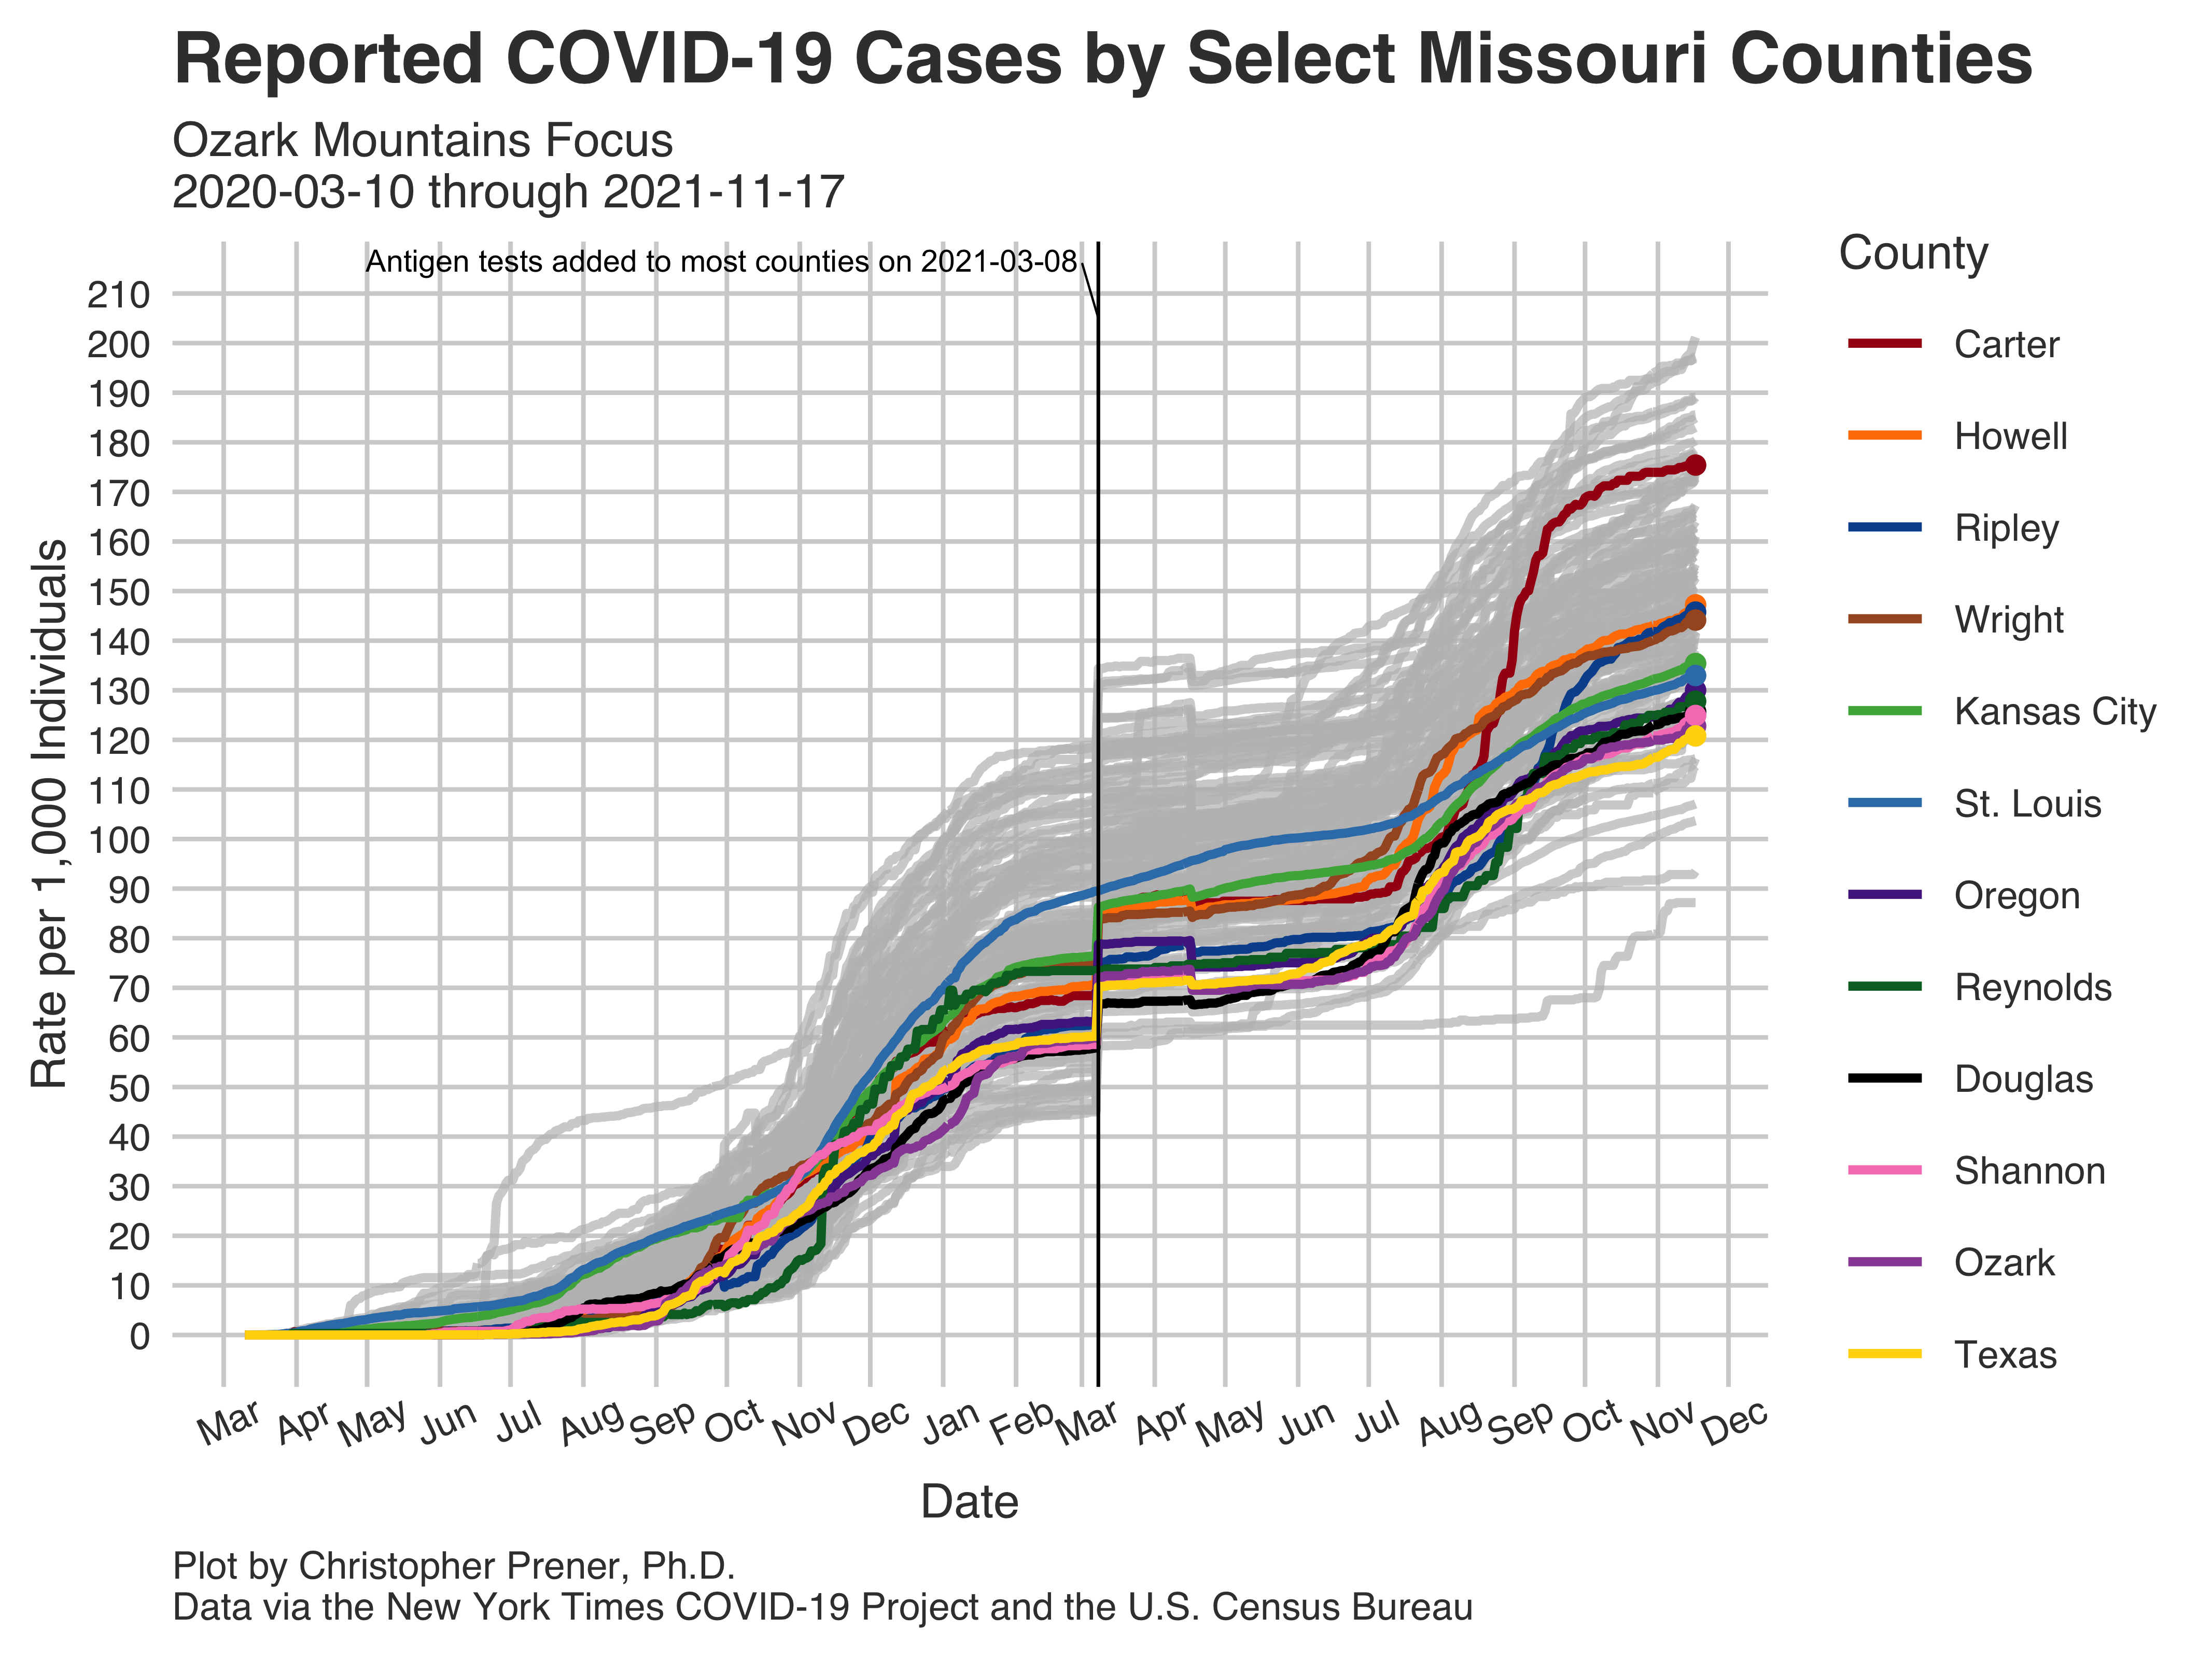 Reported COVID-19 Cases by Select Missouri Counties
Ozark Mountains Focus
2020-03-10 through 2021-11-17
Antigen tests added to most counties on 2021-03-08
County
Carter
Howell
Ripley
Wright
Kansas City
St. Louis
Oregon
Reynolds
Douglas
Shannon
Ozark
Texas
Rate per 1,000 Individuals
210
200
190
180
170
160
150
140
130
120
110
100
90
80
70
60
50
40
30
20
10
0
Mar Apr May Jun Jul Aug Sep Oct Nov Dec Jan Feb Mar Apr May Jun Jul Aug Sep Oct Nov Dec
Date
Plot by Christopher Prener, Ph.D.
Data via the New York Times COVID-19 Project and the U.S. Census Bureau